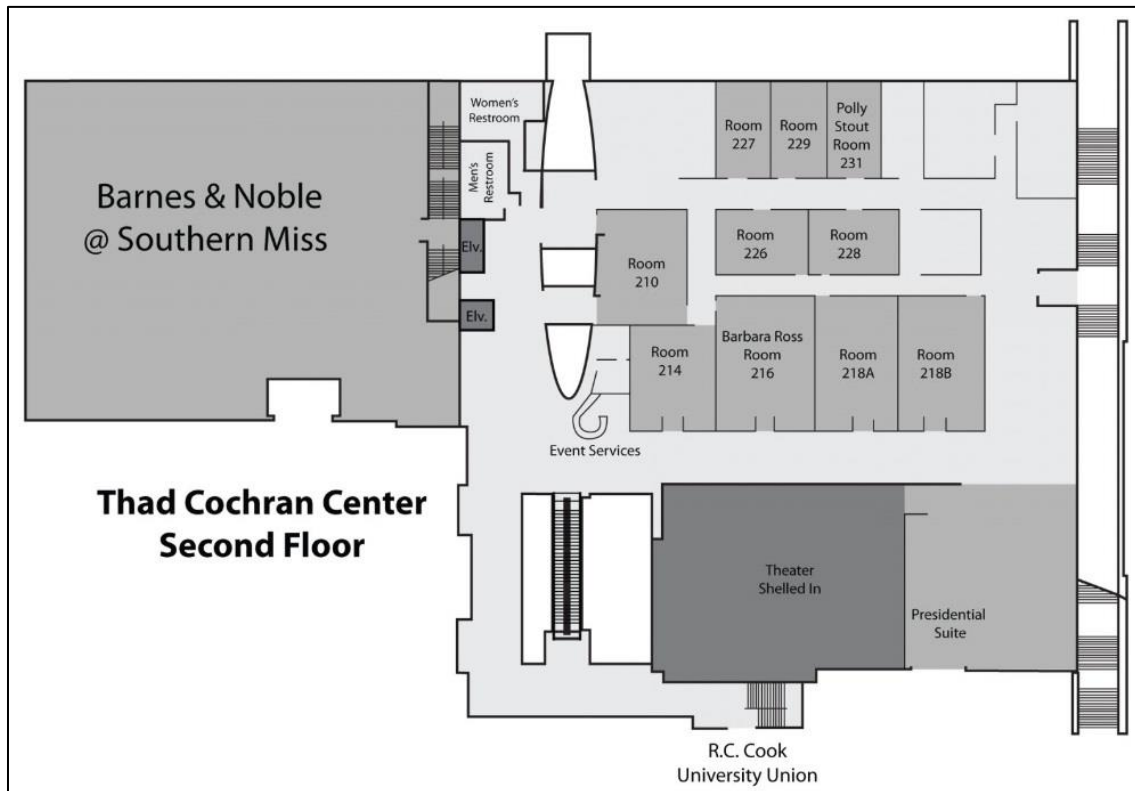 Women's
Restroom
Men's
Restroom
Barnes & Noble
@ Southern Miss
Elv.
Elv.
Room
227
Room
229
Polly
Stout
Room
231
Room
210
Room
226
Room
228
Room
214
Barbara Ross
Room
216
Room
218A
Room
218B
Event Services
Thad Cochran Center
Second Floor
Theater
Shelled In
Presidential
Suite
R.C. Cook
University Union